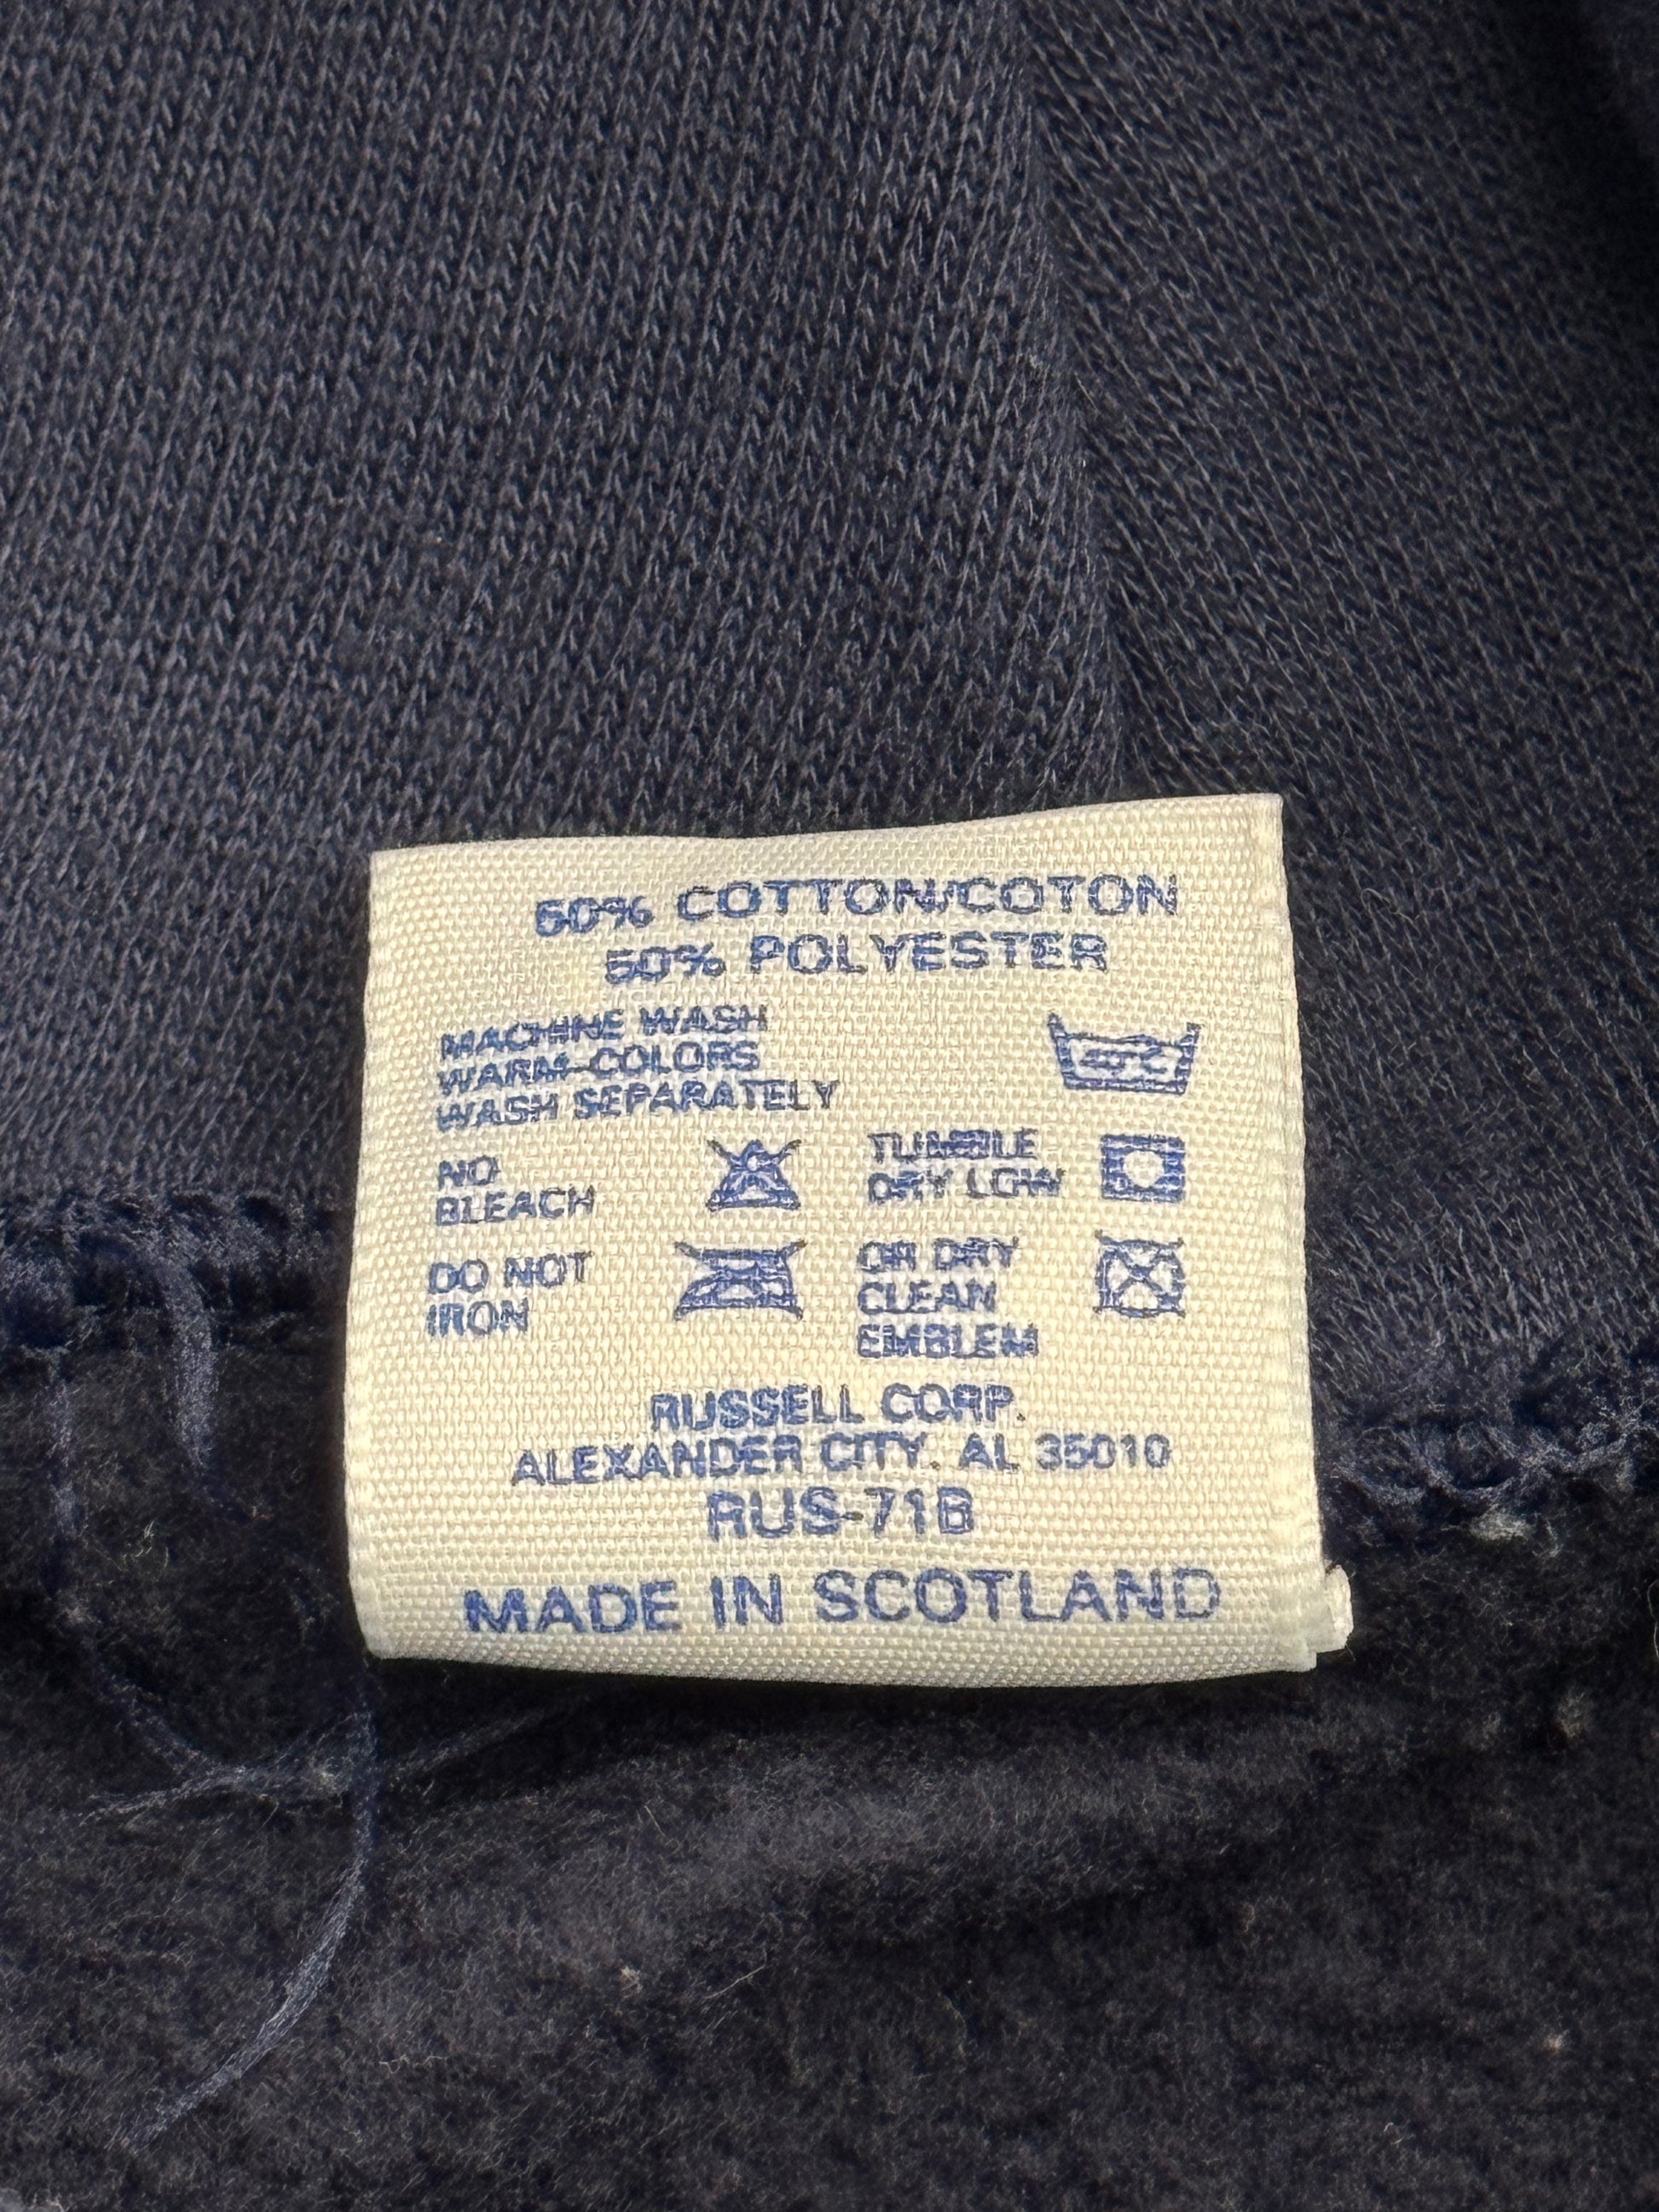 50% COTTON/COTON
50% POLYESTER
MACHINE WASH
WARM-COLORS
WASH SEPARATELY
NO
BLEACH
TUMBLE
DRY LOW
DO NOT
IRON
OR DRY
CLEAN
EMBLEM
RUSSELL CORP.
ALEXANDER CITY. AL 35010
RUS-71B
MADE IN SCOTLAND